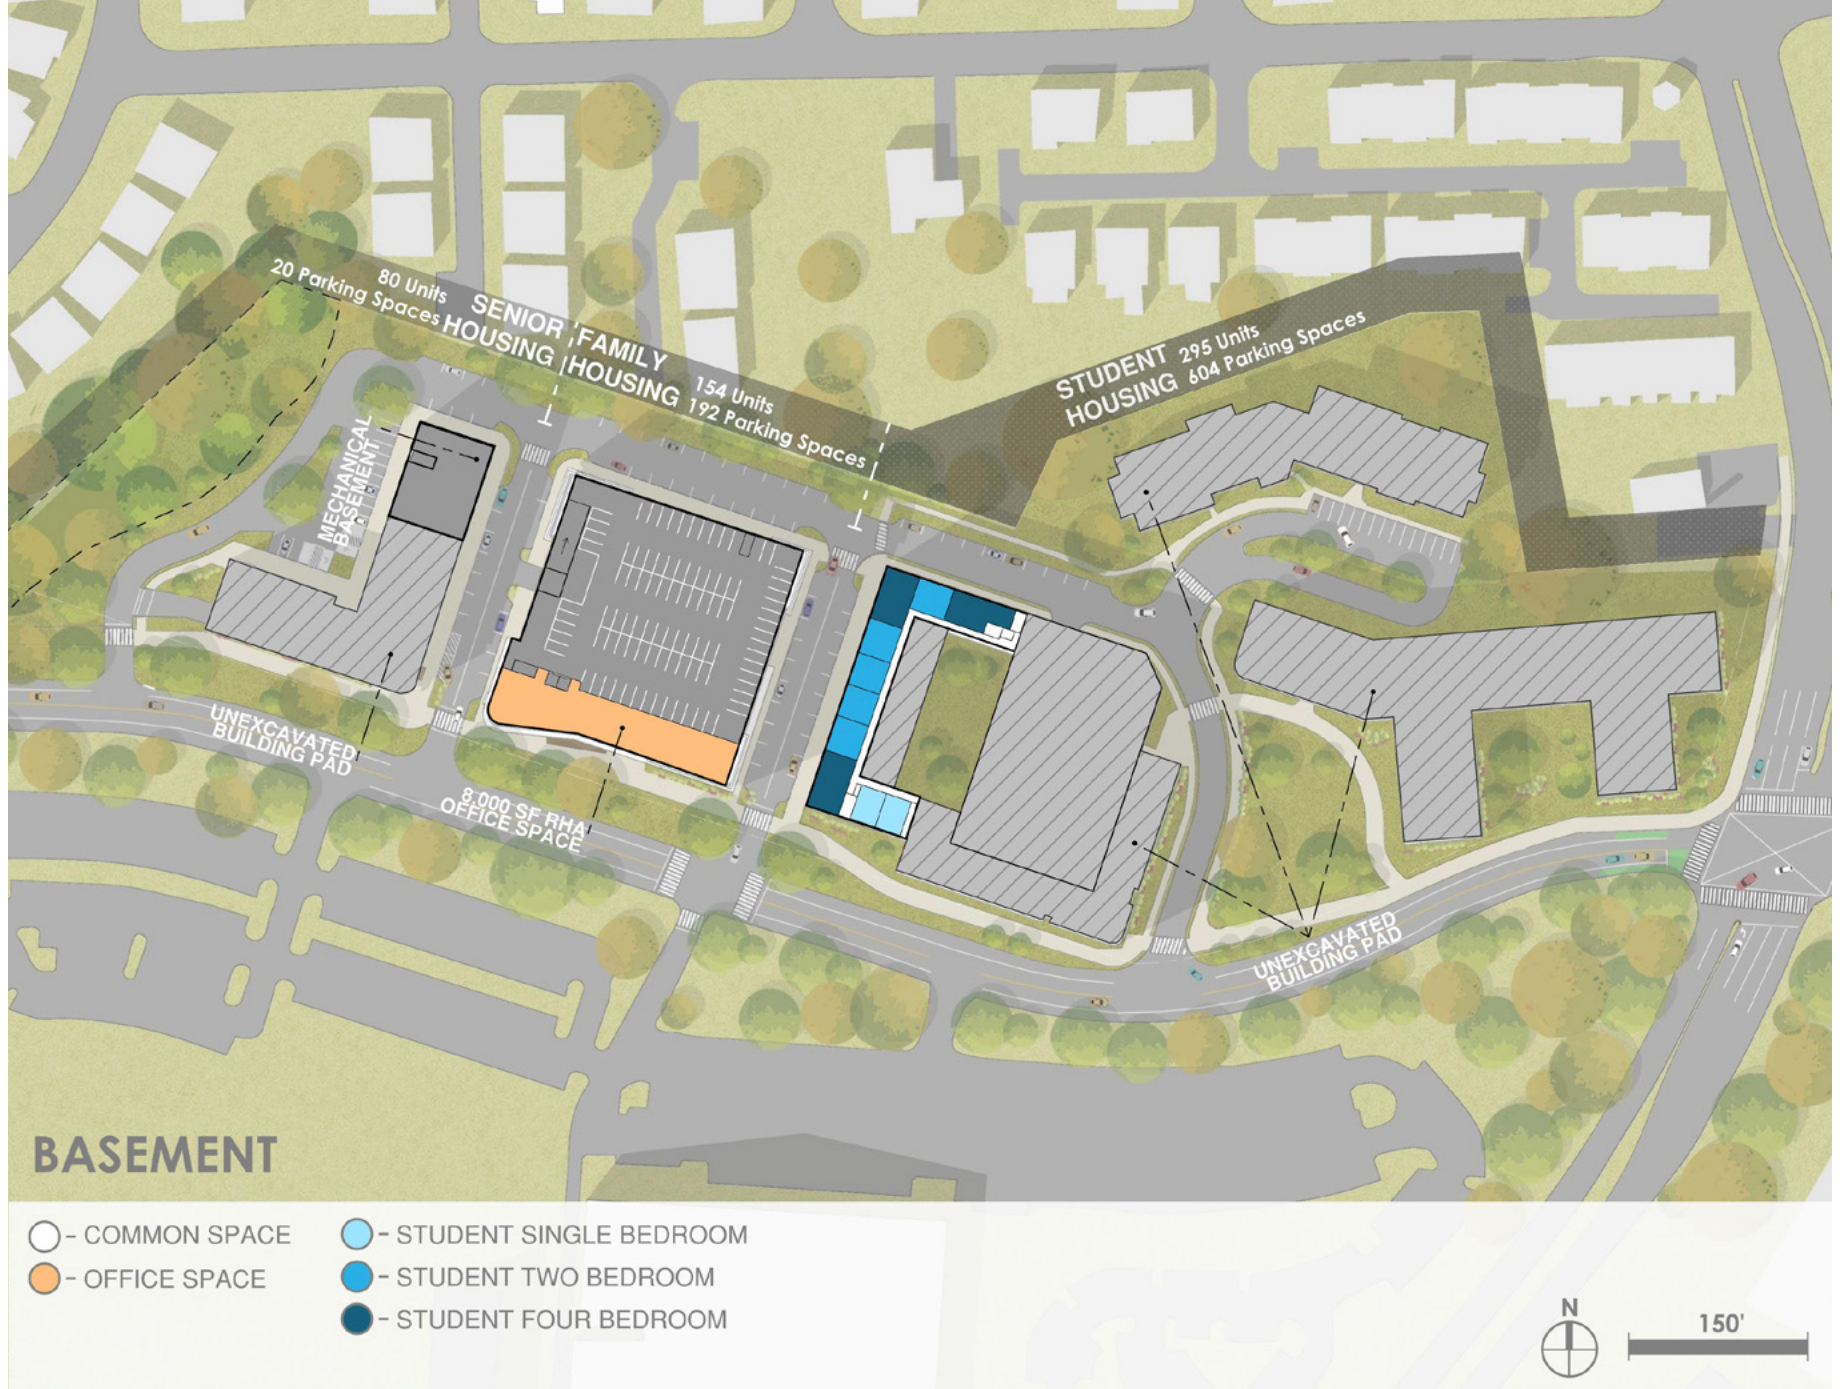 80 Units
20 Parking Spaces
SENIOR
HOUSING
FAMILY
HOUSING
154 Units
192 Parking Spaces
STUDENT
HOUSING
295 Units
604 Parking Spaces
MECHANICAL
BASEMENT
UNEXCAVATED
BUILDING PAD
8,000 SF RHA
OFFICE SPACE
UNEXCAVATED
BUILDING PAD
BASEMENT
- COMMON SPACE
- OFFICE SPACE
- STUDENT SINGLE BEDROOM
- STUDENT TWO BEDROOM
- STUDENT FOUR BEDROOM
N
150'